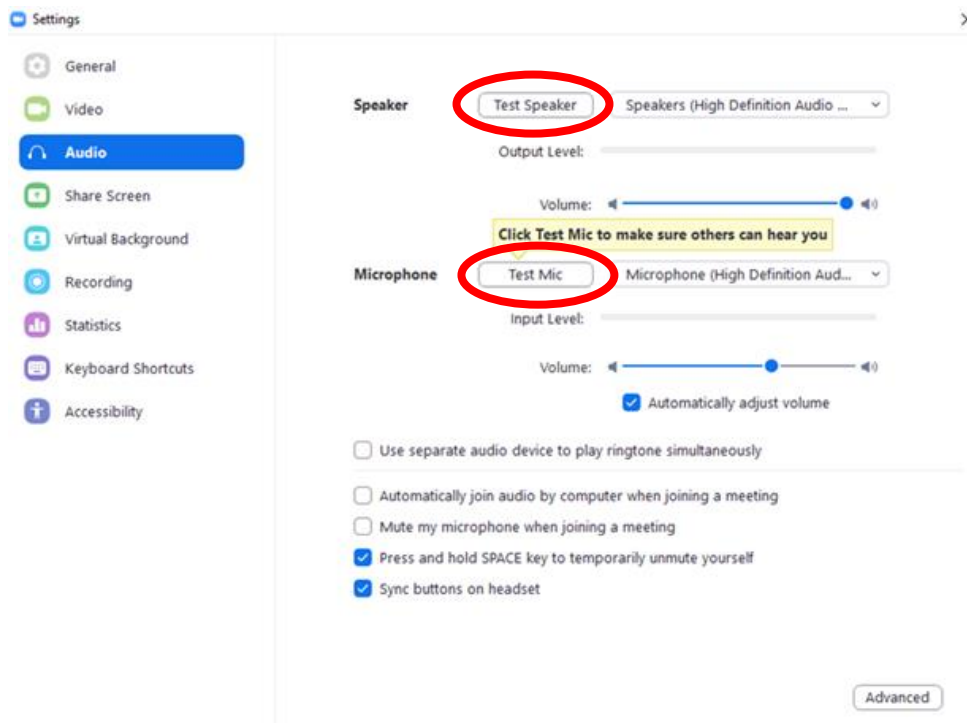 Settings
General
Video
Audio
Share Screen
Virtual Background
Recording
Statistics
Keyboard Shortcuts
Accessibility
Speaker Test Speaker Speakers (High Definition Audio ...
Output Level:
Volume:
Click Test Mic to make sure others can hear you
Microphone Test Mic Microphone (High Definition Aud...
Input Level:
Volume:
Automatically adjust volume
Use separate audio device to play ringtone simultaneously
Automatically join audio by computer when joining a meeting
Mute my microphone when joining a meeting
Press and hold SPACE key to temporarily unmute yourself
Sync buttons on headset
Advanced